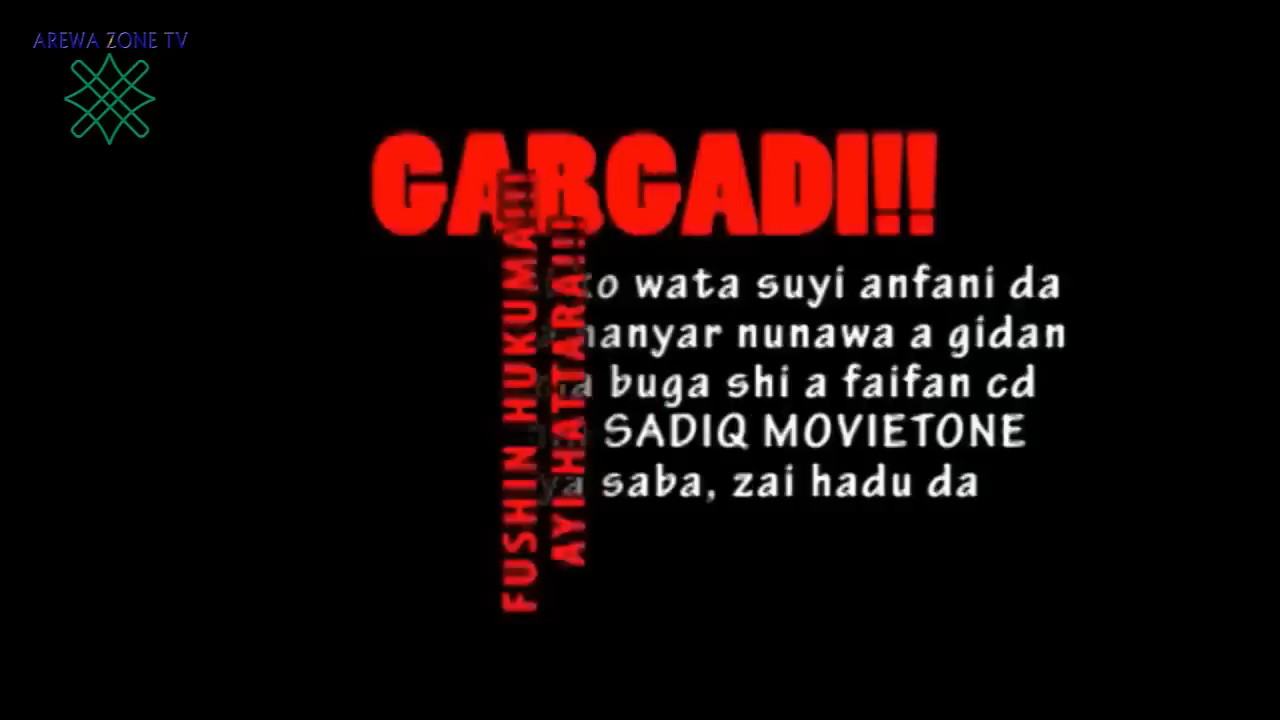 AREWA ZONE TV
GARGADI!!
wata suyi anfani da
nunawa a gidan
buga shi a faifan cd
SADIQ MOVIETONE
ya saba, zai hadu da
FUSHIN HUKUMA!!!
AYI HATTARA!!!